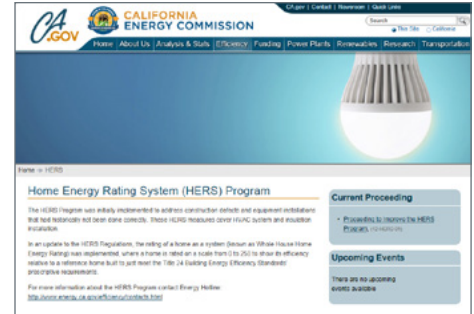 CA.gov | Contact | Newsroom | Quick Links
CA
.GOV
CALIFORNIA
ENERGY COMMISSION
Search
This Site California
Home About Us Analysis & Stats Efficiency Funding Power Plants Renewables Research Transportation
Home » HERS
Home Energy Rating System (HERS) Program
The HERS Program was initially implemented to address construction defects and equipment installations
that had historically not been done correctly. These HERS measures cover HVAC system and insulation
installation.
In an update to the HERS Regulations, the rating of a home as a system (known as Whole House Home
Energy Rating) was implemented, where a home is rated on a scale from 0 to 250 to show its efficiency
relative to a reference home built to just meet the Title 24 Building Energy Efficiency Standards'
prescriptive requirements.
For more information about the HERS Program contact Energy Hotline:
http://www.energy.ca.gov/efficiency/contacts.html
Current Proceeding
• Proceeding to Improve the HERS
Program,
Upcoming Events
There are no upcoming
events available